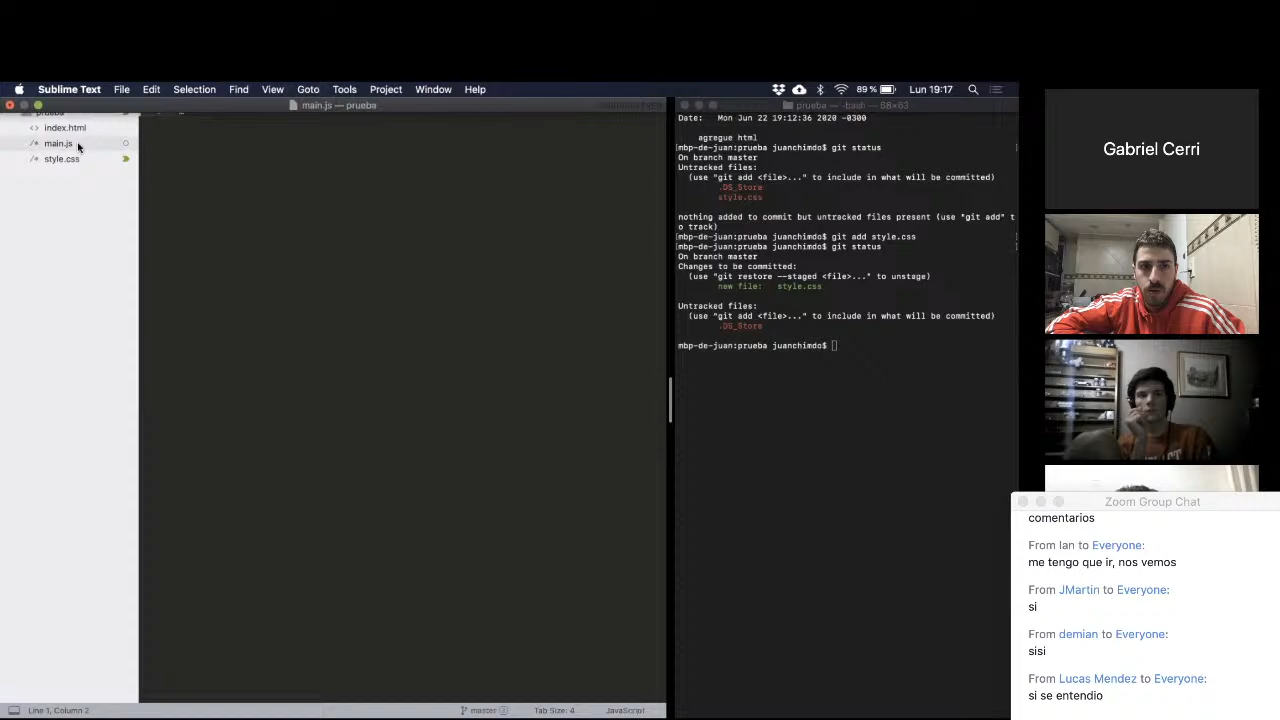 Sublime Text File Edit Selection Find View Goto Tools Project Window Help 89 % Lun 19:17
main.js — prueba
prueba — -bash — 68×63
prueba
index.html
main.js
style.css
Date: Mon Jun 22 19:12:36 2020 -0300
agregue html
mbp-de-juan:prueba juanchimdo$ git status
On branch master
Untracked files:
(use "git add <file>..." to include in what will be committed)
.DS_Store
style.css
nothing added to commit but untracked files present (use "git add" t
o track)
mbp-de-juan:prueba juanchimdo$ git add style.css
mbp-de-juan:prueba juanchimdo$ git status
On branch master
Changes to be committed:
(use "git restore --staged <file>..." to unstage)
new file: style.css
Untracked files:
(use "git add <file>..." to include in what will be committed)
.DS_Store
mbp-de-juan:prueba juanchimdo$
Line 1, Column 2
master
Tab Size: 4
JavaScript
Gabriel Cerri
Zoom Group Chat
comentarios
From Ian to Everyone:
me tengo que ir, nos vemos
From JMartin to Everyone:
si
From demian to Everyone:
sisi
From Lucas Mendez to Everyone:
si se entendio